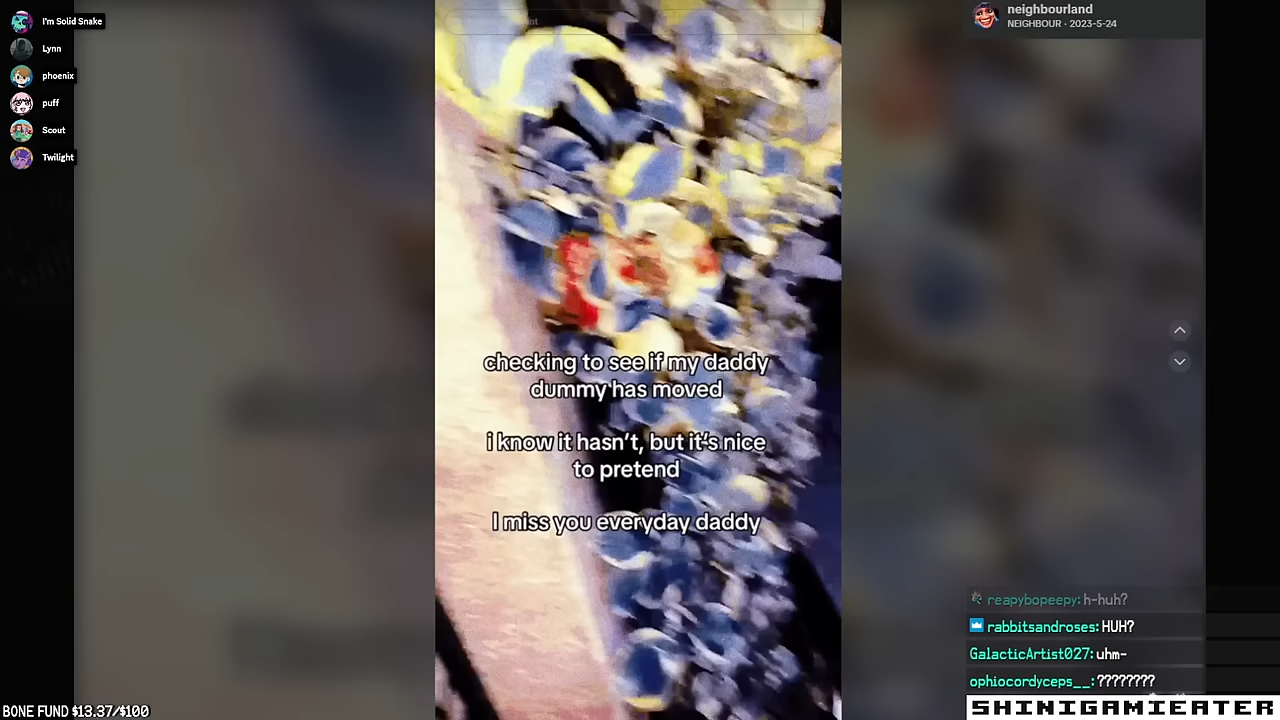 I'm Solid Snake
Lynn
phoenix
puff
Scout
Twilight
neighbourland
NEIGHBOUR · 2023-5-24
checking to see if my daddy
dummy has moved
i know it hasn't, but it's nice
to pretend
I miss you everyday daddy
reapybopeepy: h-huh?
rabbitsandroses: HUH?
GalacticArtist027: uhm-
ophiocordyceps__: ????????
BONE FUND $13.37/$100
SHINIGAMIEATER